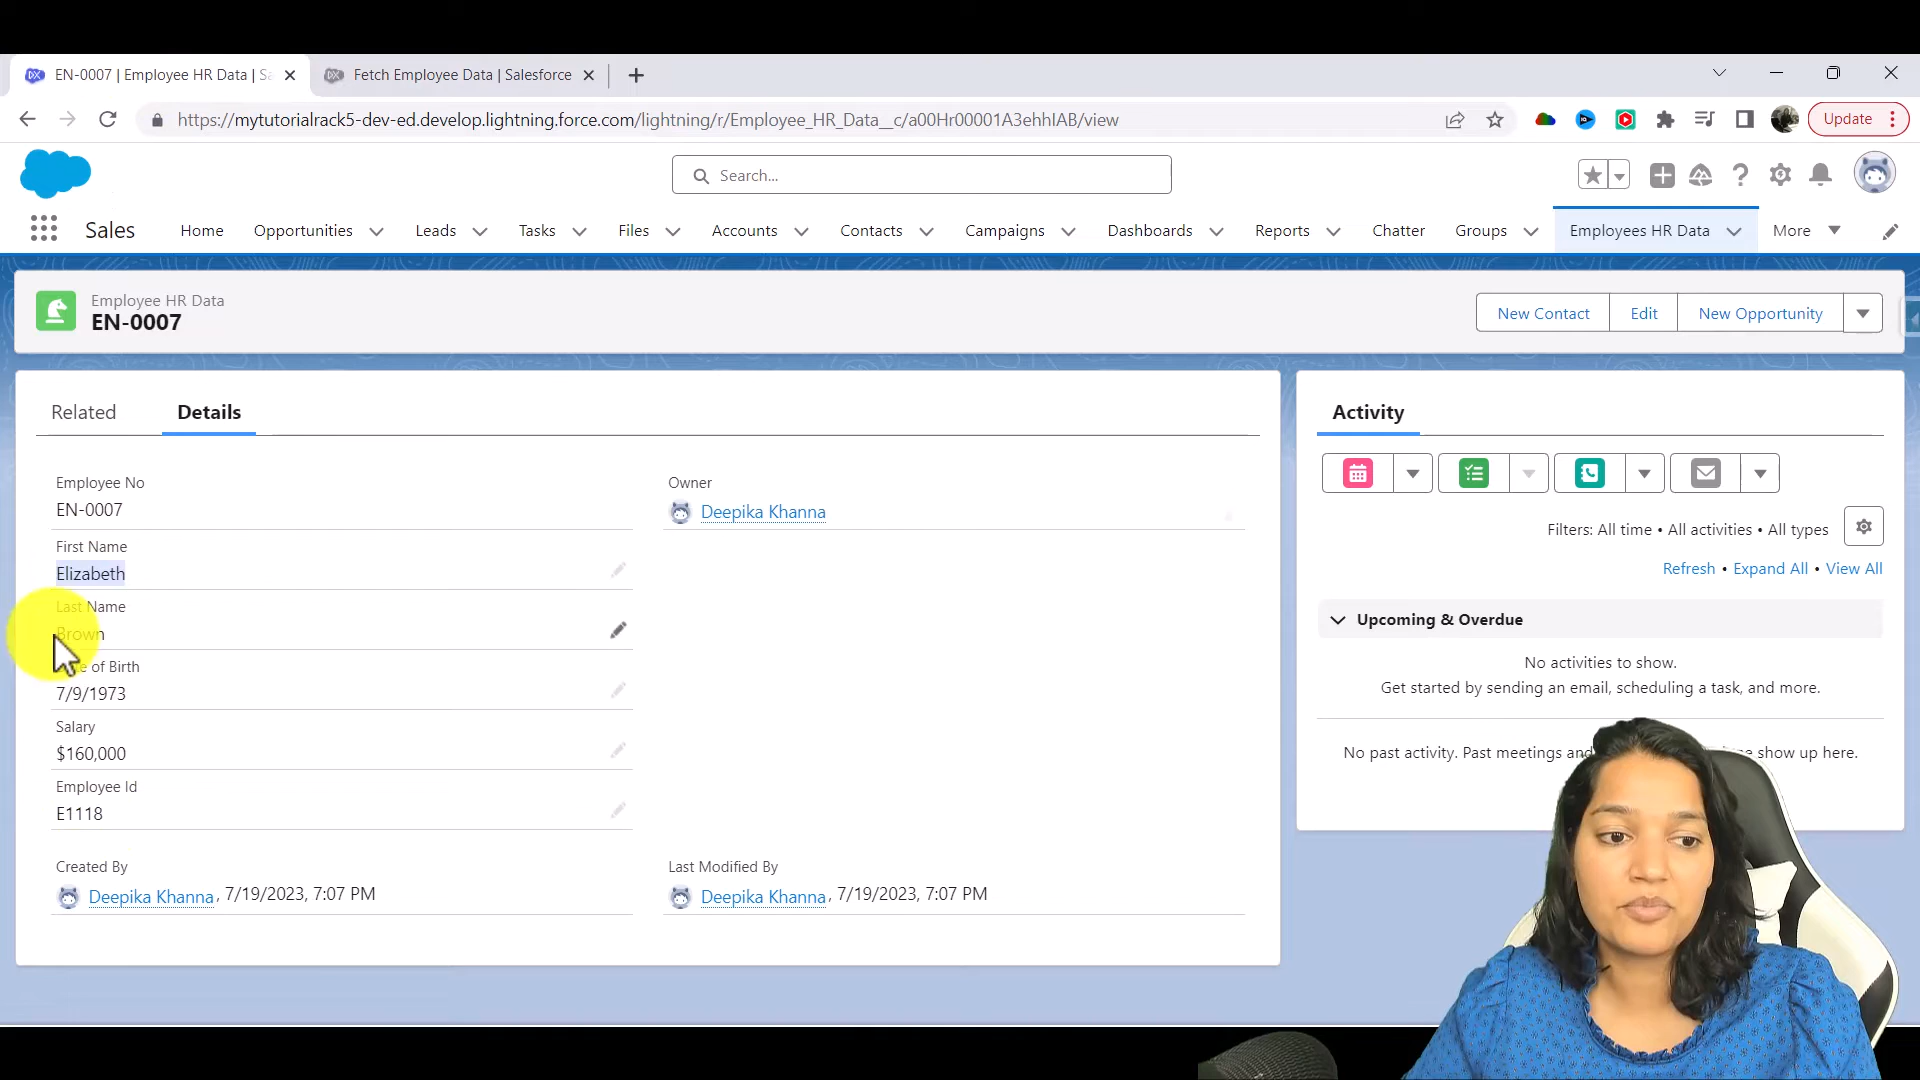 EN-0007 | Employee HR Data | Sa
Fetch Employee Data | Salesforce
https://mytutorialrack5-dev-ed.develop.lightning.force.com/lightning/r/Employee_HR_Data__c/a00Hr00001A3ehhIAB/view
Update
Search...
Sales
Home
Opportunities
Leads
Tasks
Files
Accounts
Contacts
Campaigns
Dashboards
Reports
Chatter
Groups
Employees HR Data
More
Employee HR Data
EN-0007
New Contact
Edit
New Opportunity
Related
Details
Employee No
EN-0007
First Name
Elizabeth
Last Name
Brown
of Birth
7/9/1973
Salary
$160,000
Employee Id
E1118
Created By
Deepika Khanna, 7/19/2023, 7:07 PM
Owner
Deepika Khanna
Last Modified By
Deepika Khanna, 7/19/2023, 7:07 PM
Activity
Filters: All time • All activities • All types
Refresh • Expand All • View All
Upcoming & Overdue
No activities to show.
Get started by sending an email, scheduling a task, and more.
No past activity. Past meetings and show up here.